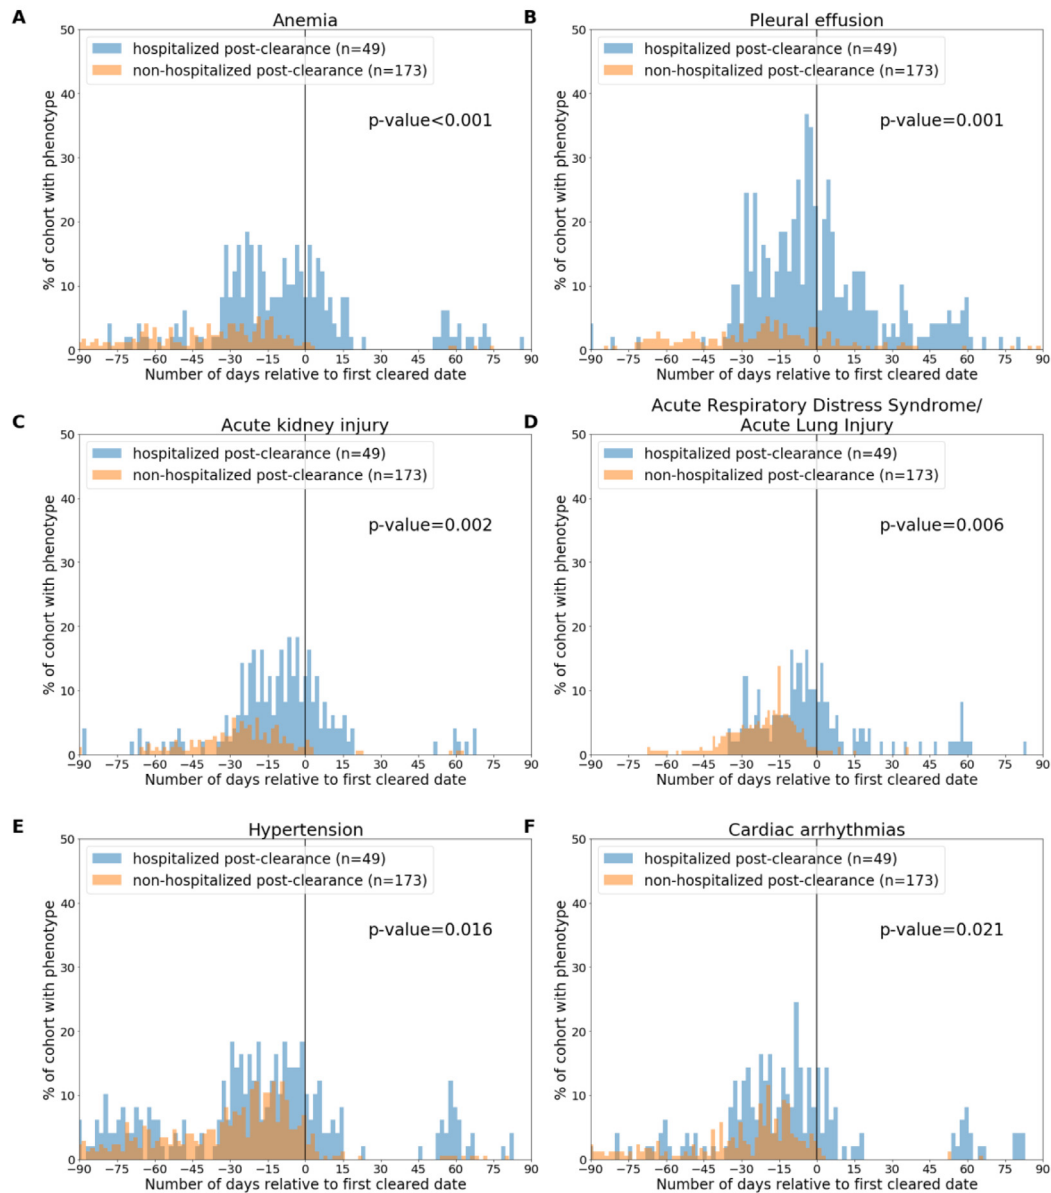 A
Anemia
50
40
30
20
10
0
% of cohort with phenotype
hospitalized post-clearance (n=49)
non-hospitalized post-clearance (n=173)
p-value<0.001
−90 −75 −60 −45 −30 −15 0 15 30 45 60 75 90
Number of days relative to first cleared date
B
Pleural effusion
50
40
30
20
10
0
% of cohort with phenotype
hospitalized post-clearance (n=49)
non-hospitalized post-clearance (n=173)
p-value=0.001
−90 −75 −60 −45 −30 −15 0 15 30 45 60 75 90
Number of days relative to first cleared date
C
Acute kidney injury
50
40
30
20
10
0
% of cohort with phenotype
hospitalized post-clearance (n=49)
non-hospitalized post-clearance (n=173)
p-value=0.002
−90 −75 −60 −45 −30 −15 0 15 30 45 60 75 90
Number of days relative to first cleared date
D
Acute Respiratory Distress Syndrome/
Acute Lung Injury
50
40
30
20
10
0
% of cohort with phenotype
hospitalized post-clearance (n=49)
non-hospitalized post-clearance (n=173)
p-value=0.006
−90 −75 −60 −45 −30 −15 0 15 30 45 60 75 90
Number of days relative to first cleared date
E
Hypertension
50
40
30
20
10
0
% of cohort with phenotype
hospitalized post-clearance (n=49)
non-hospitalized post-clearance (n=173)
p-value=0.016
−90 −75 −60 −45 −30 −15 0 15 30 45 60 75 90
Number of days relative to first cleared date
F
Cardiac arrhythmias
50
40
30
20
10
0
% of cohort with phenotype
hospitalized post-clearance (n=49)
non-hospitalized post-clearance (n=173)
p-value=0.021
−90 −75 −60 −45 −30 −15 0 15 30 45 60 75 90
Number of days relative to first cleared date